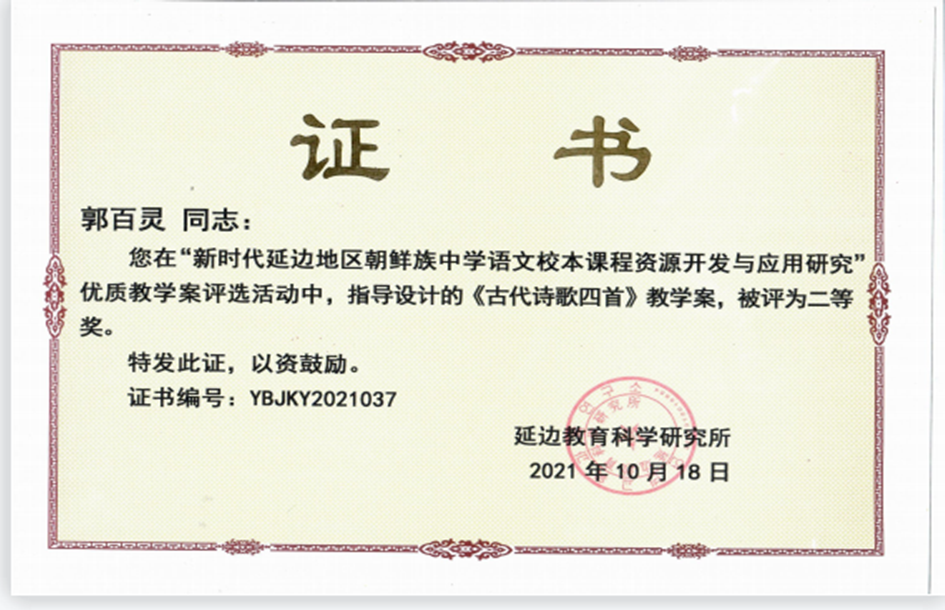 证书
郭百灵 同志：
您在“新时代延边地区朝鲜族中学语文校本课程资源开发与应用研究”
优质教学案评选活动中，指导设计的《古代诗歌四首》教学案，被评为二等
奖。
特发此证，以资鼓励。
证书编号：YBJKY2021037
延边教育科学研究所
2021 年 10 月 18 日